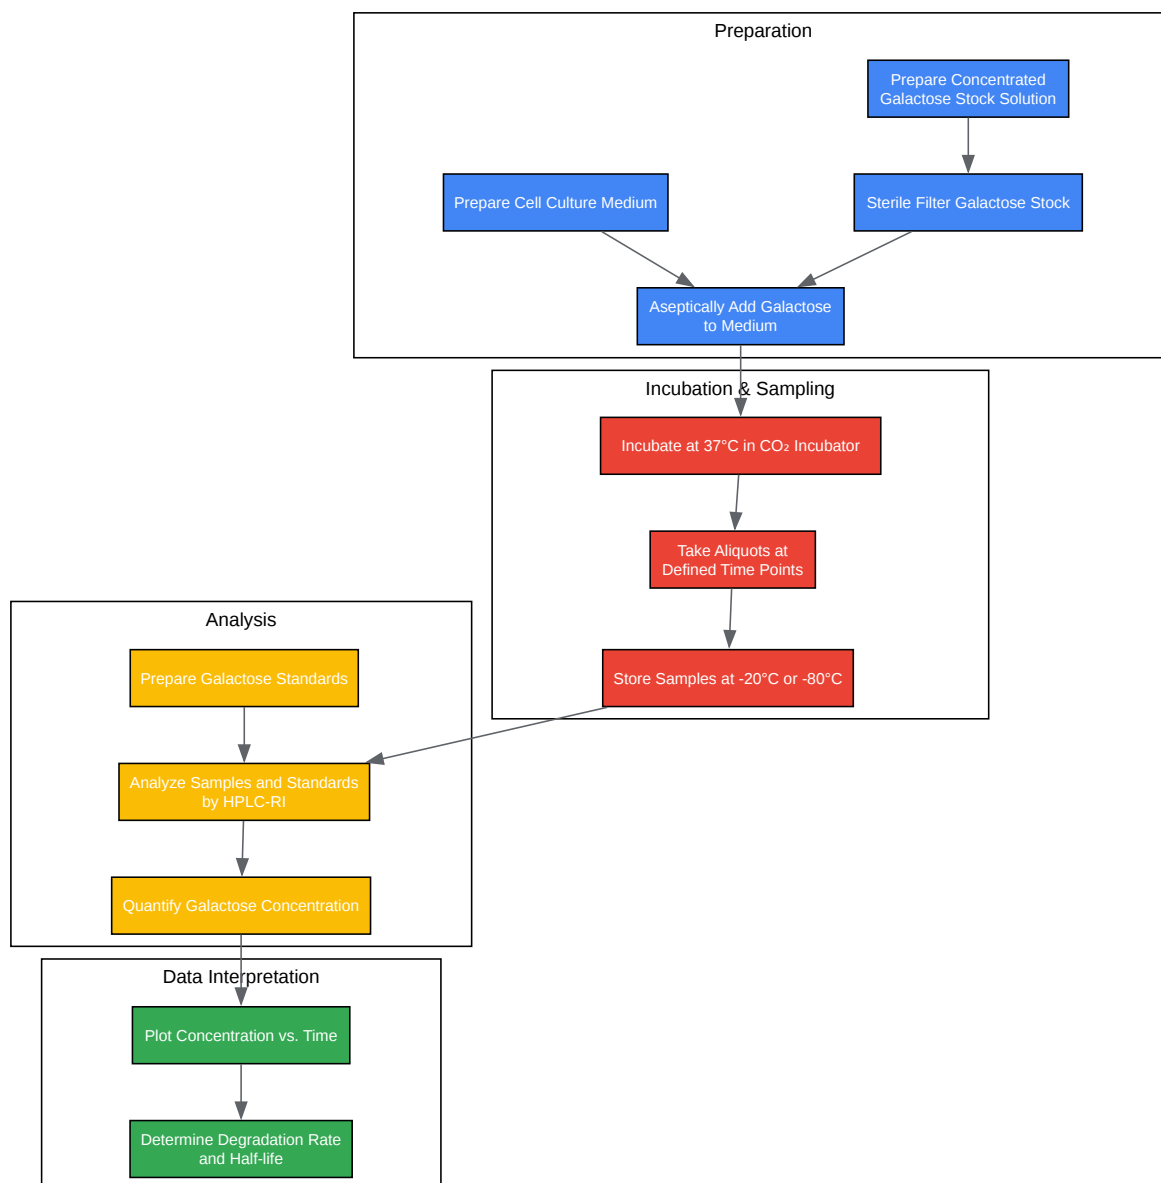 Preparation
Prepare Concentrated
Galactose Stock Solution
Prepare Cell Culture Medium
Sterile Filter Galactose Stock
Aseptically Add Galactose
to Medium
Incubation & Sampling
Incubate at 37°C in CO₂ Incubator
Take Aliquots at
Defined Time Points
Store Samples at -20°C or -80°C
Analysis
Prepare Galactose Standards
Analyze Samples and Standards
by HPLC-RI
Quantify Galactose Concentration
Data Interpretation
Plot Concentration vs. Time
Determine Degradation Rate
and Half-life